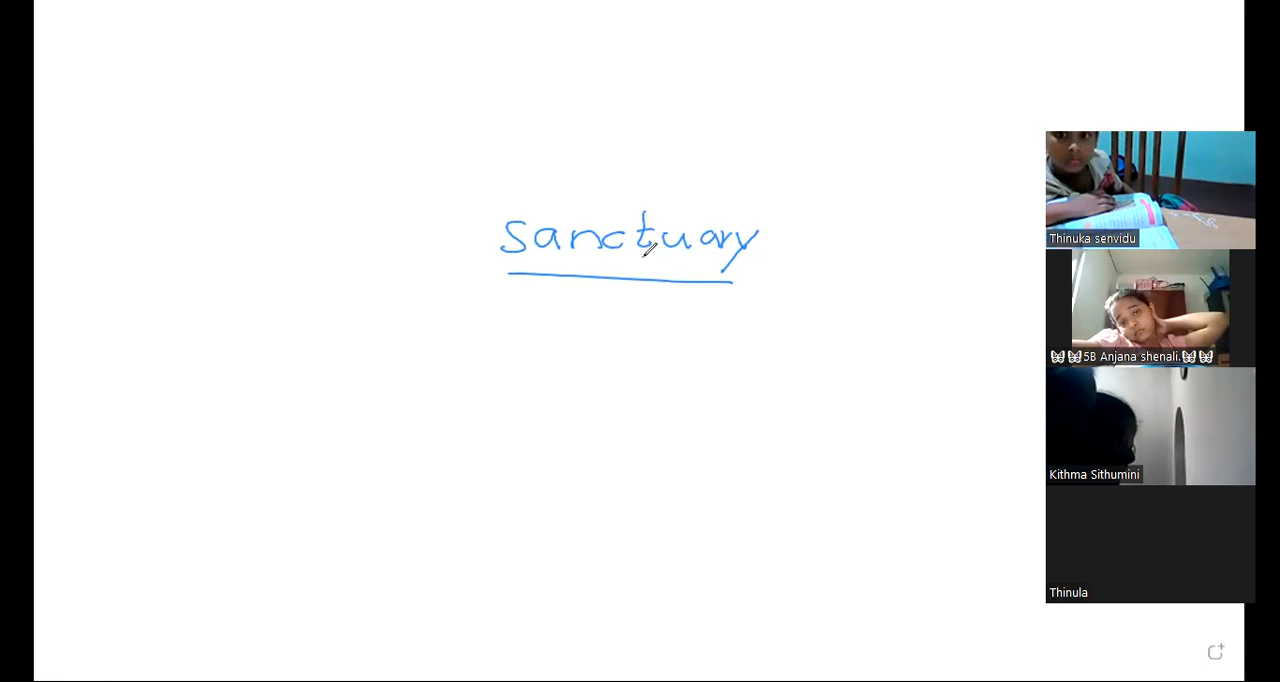 sanctuary
Thinuka senvidu
5B Anjana shenali.
Kithma Sithumini
Thinula